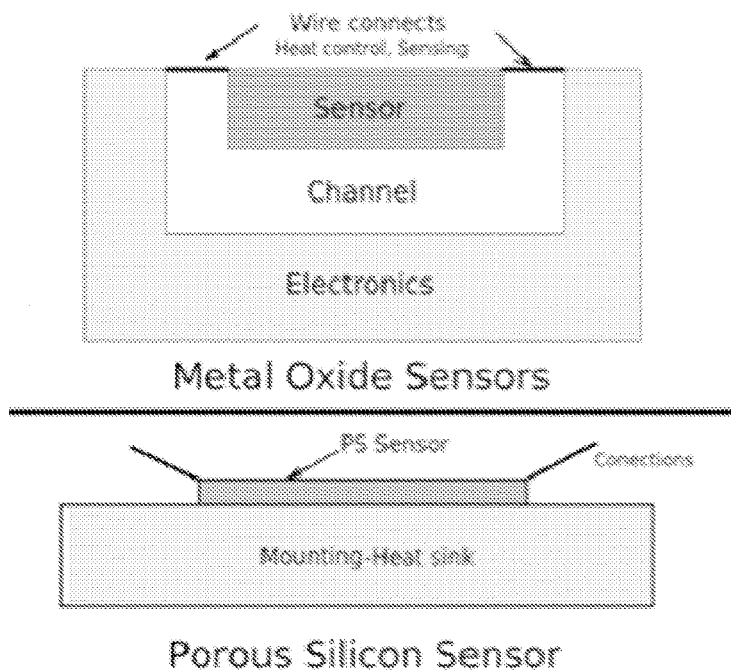 Wire connects
Heat control, Sensing
Sensor
Channel
Electronics
Metal Oxide Sensors
PS Sensor
Conections
Mounting-Heat sink
Porous Silicon Sensor